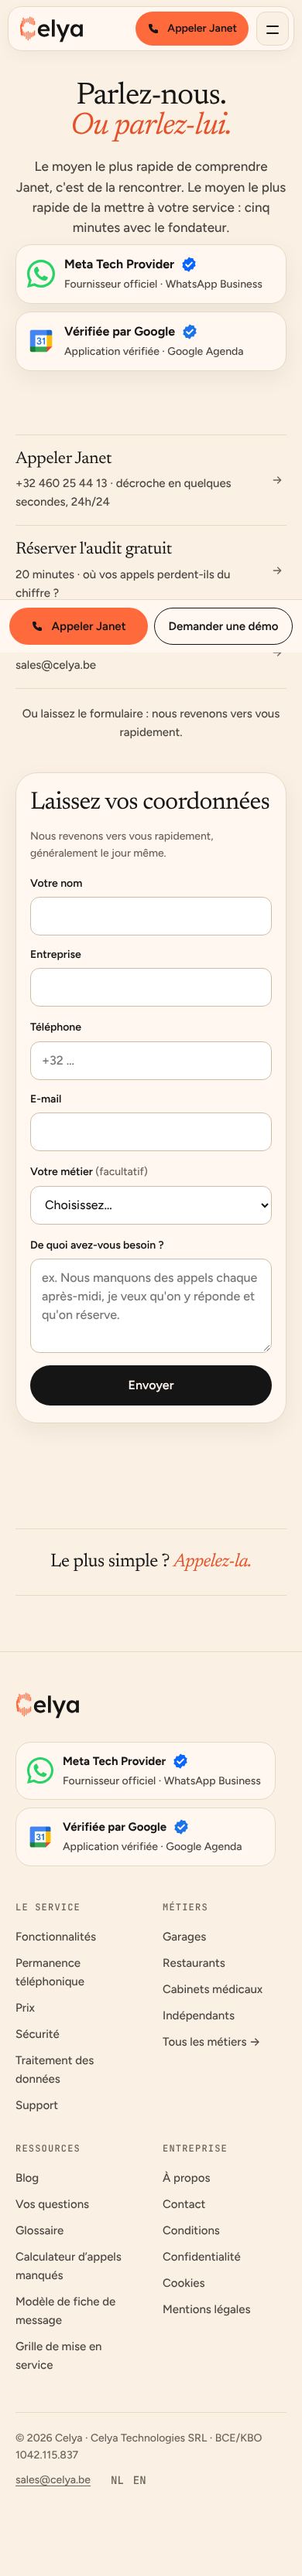 Celya
Appeler Janet
Parlez-nous.
Ou parlez-lui.
Le moyen le plus rapide de comprendre
Janet, c'est de la rencontrer. Le moyen le plus
rapide de la mettre à votre service : cinq
minutes avec le fondateur.
Meta Tech Provider
Fournisseur officiel · WhatsApp Business
31
Vérifiée par Google
Application vérifiée · Google Agenda
Appeler Janet
+32 460 25 44 13 · décroche en quelques
secondes, 24h/24
→
Réserver l'audit gratuit
20 minutes · où vos appels perdent-ils du
chiffre ?
→
Appeler Janet
Demander une démo
sales@celya.be
Ou laissez le formulaire : nous revenons vers vous
rapidement.
Laissez vos coordonnées
Nous revenons vers vous rapidement,
généralement le jour même.
Votre nom
Entreprise
Téléphone
+32 …
E-mail
Votre métier (facultatif)
Choisissez…
De quoi avez-vous besoin ?
ex. Nous manquons des appels chaque
après-midi, je veux qu'on y réponde et
qu'on réserve.
Envoyer
Le plus simple ? Appelez-la.
Celya
Meta Tech Provider
Fournisseur officiel · WhatsApp Business
31
Vérifiée par Google
Application vérifiée · Google Agenda
LE SERVICE
Fonctionnalités
Permanence
téléphonique
Prix
Sécurité
Traitement des
données
Support
MÉTIERS
Garages
Restaurants
Cabinets médicaux
Indépendants
Tous les métiers →
RESSOURCES
Blog
Vos questions
Glossaire
Calculateur d’appels
manqués
Modèle de fiche de
message
Grille de mise en
service
ENTREPRISE
À propos
Contact
Conditions
Confidentialité
Cookies
Mentions légales
© 2026 Celya · Celya Technologies SRL · BCE/KBO
1042.115.837
sales@celya.be NL EN